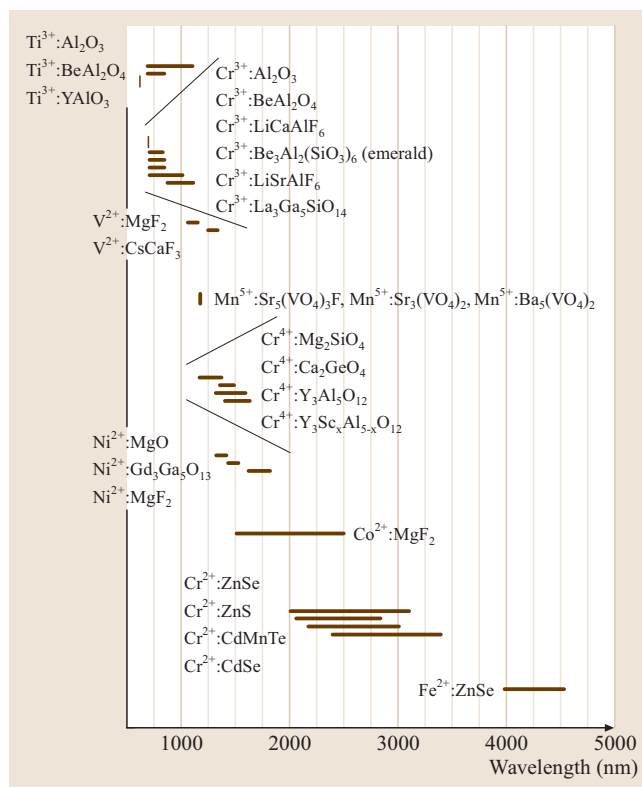 Ti³⁺:Al₂O₃
Ti³⁺:BeAl₂O₄
Ti³⁺:YAlO₃
Cr³⁺:Al₂O₃
Cr³⁺:BeAl₂O₄
Cr³⁺:LiCaAlF₆
Cr³⁺:Be₃Al₂(SiO₃)₆ (emerald)
Cr³⁺:LiSrAlF₆
Cr³⁺:La₃Ga₅SiO₁₄
V²⁺:MgF₂
V²⁺:CsCaF₃
Mn⁵⁺:Sr₅(VO₄)₃F, Mn⁵⁺:Sr₃(VO₄)₂, Mn⁵⁺:Ba₅(VO₄)₂
Cr⁴⁺:Mg₂SiO₄
Cr⁴⁺:Ca₂GeO₄
Cr⁴⁺:Y₃Al₅O₁₂
Cr⁴⁺:Y₃ScₓAl₅₋ₓO₁₂
Ni²⁺:MgO
Ni²⁺:Gd₃Ga₅O₁₃
Ni²⁺:MgF₂
Co²⁺:MgF₂
Cr²⁺:ZnSe
Cr²⁺:ZnS
Cr²⁺:CdMnTe
Cr²⁺:CdSe
Fe²⁺:ZnSe
1000 2000 3000 4000 5000
Wavelength (nm)